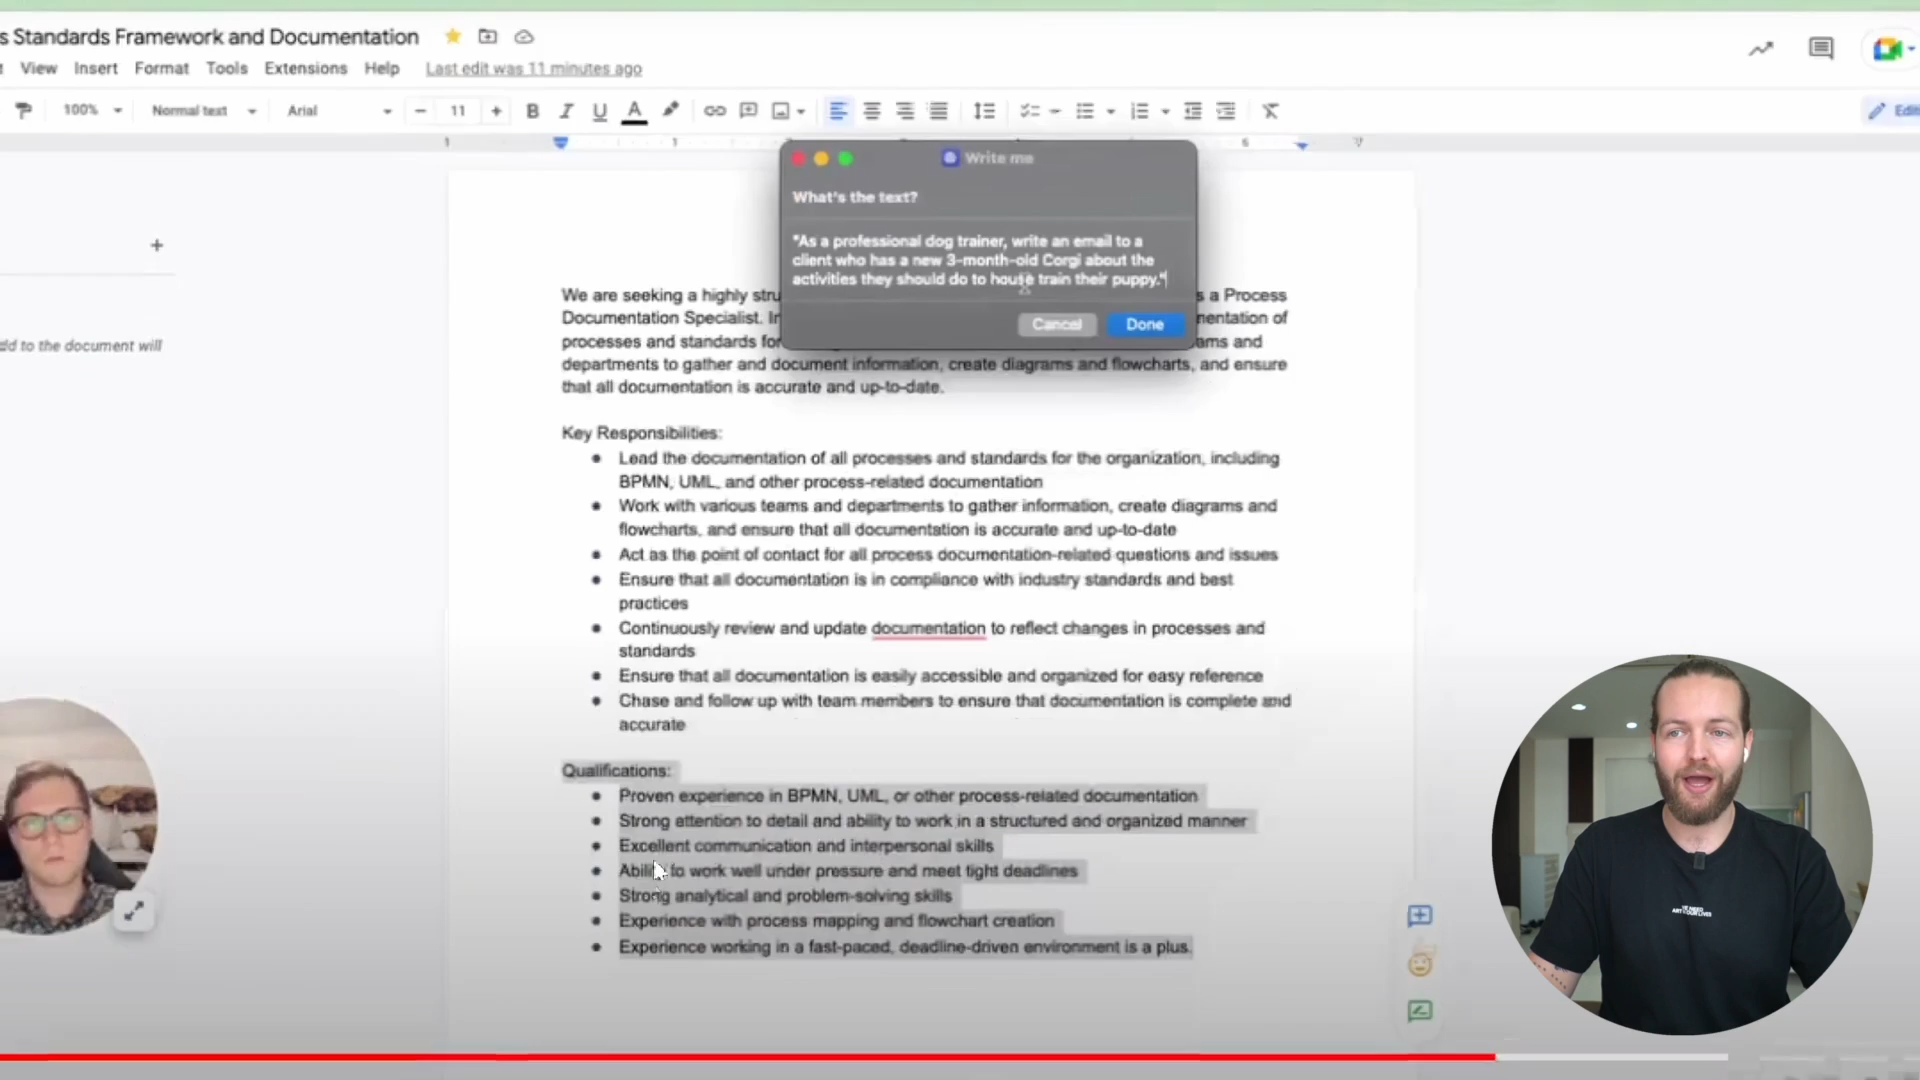 s Standards Framework and Documentation
View Insert Format Tools Extensions Help Last edit was 11 minutes ago
100% Normal text Arial 11 B I U A
Write me
What's the text?
"As a professional dog trainer, write an email to a
client who has a new 3-month-old Corgi about the
activities they should do to house train their puppy."
Cancel Done
dd to the document will
We are seeking a highly stru s a Process
Documentation Specialist. In nentation of
processes and standards for ams and
departments to gather and document information, create diagrams and flowcharts, and ensure
that all documentation is accurate and up-to-date.
Key Responsibilities:
Lead the documentation of all processes and standards for the organization, including
BPMN, UML, and other process-related documentation
Work with various teams and departments to gather information, create diagrams and
flowcharts, and ensure that all documentation is accurate and up-to-date
Act as the point of contact for all process documentation-related questions and issues
Ensure that all documentation is in compliance with industry standards and best
practices
Continuously review and update documentation to reflect changes in processes and
standards
Ensure that all documentation is easily accessible and organized for easy reference
Chase and follow up with team members to ensure that documentation is complete and
accurate
Qualifications:
Proven experience in BPMN, UML, or other process-related documentation
Strong attention to detail and ability to work in a structured and organized manner
Excellent communication and interpersonal skills
Ability to work well under pressure and meet tight deadlines
Strong analytical and problem-solving skills
Experience with process mapping and flowchart creation
Experience working in a fast-paced, deadline-driven environment is a plus.